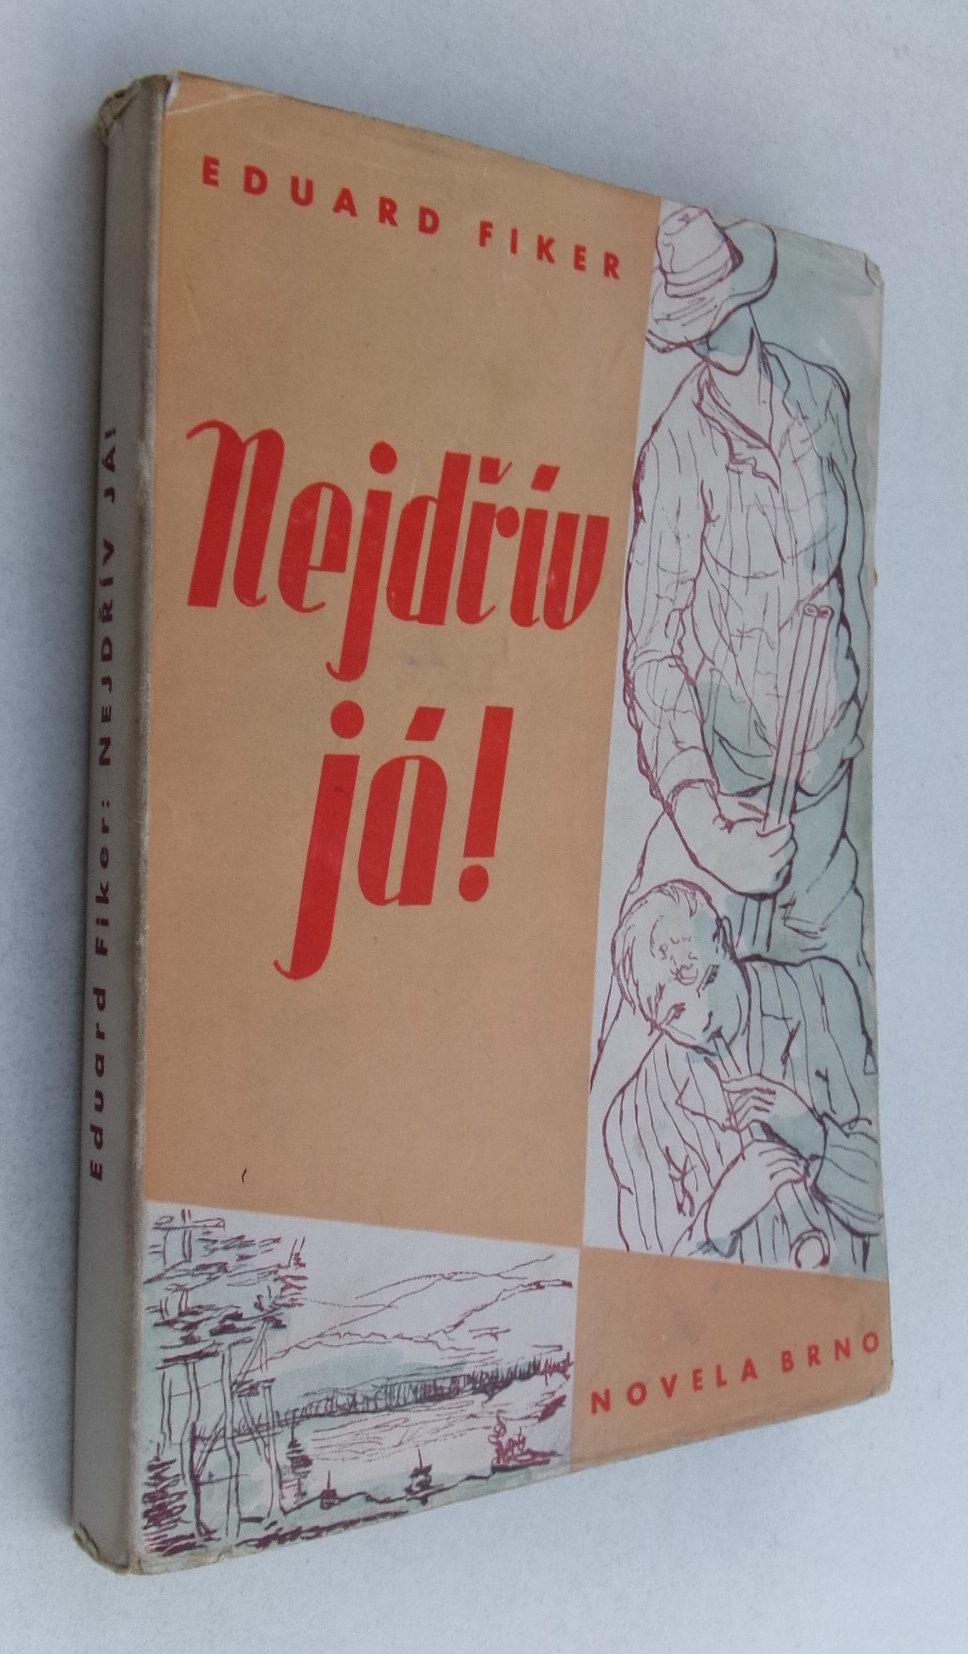 EDUARD FIKER
Nejdřív
já!
NOVELA BRNO
Eduard Fiker: NEJDŘÍV JÁ!